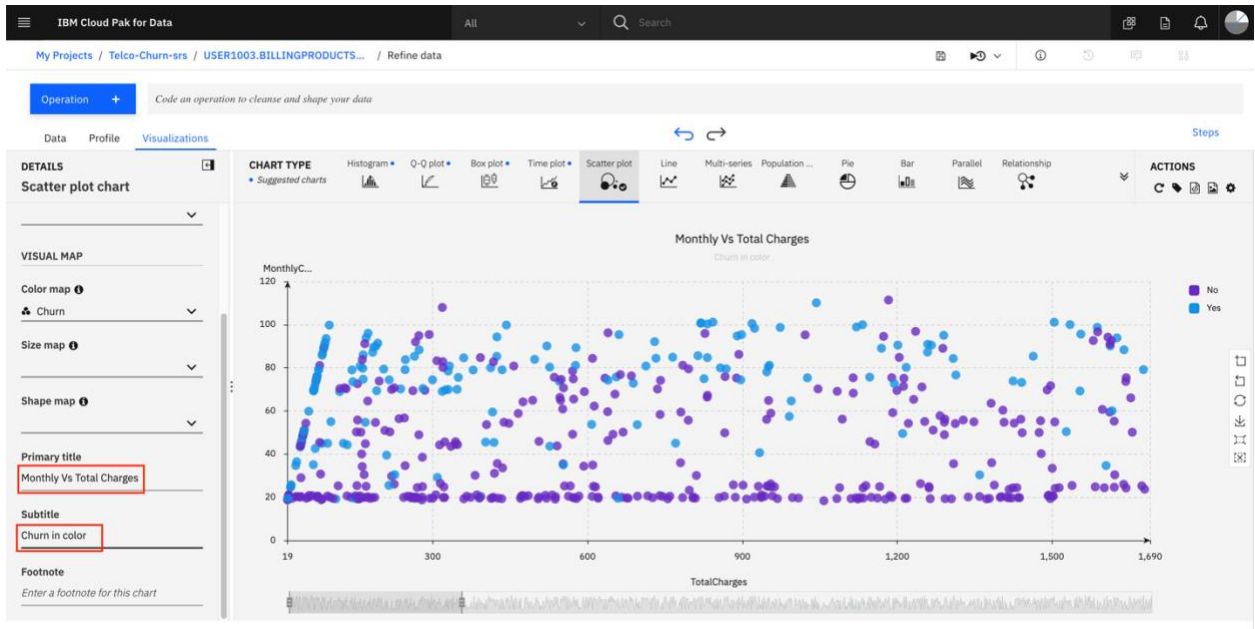 IBM Cloud Pak for Data
All
Search
My Projects / Telco-Churn-srs / USER1003.BILLINGPRODUCTS... / Refine data
Operation +
Code an operation to cleanse and shape your data
Data Profile Visualizations
Steps
DETAILS
Scatter plot chart
CHART TYPE
• Suggested charts
Histogram •
Q-Q plot •
Box plot •
Time plot •
Scatter plot
Line
Multi-series
Population ...
Pie
Bar
Parallel
Relationship
ACTIONS
VISUAL MAP
Color map
Churn
Size map
Shape map
Primary title
Monthly Vs Total Charges
Subtitle
Churn in color
Footnote
Enter a footnote for this chart
Monthly Vs Total Charges
Churn in color
MonthlyC...
120
100
80
60
40
20
0
19 300 600 900 1,200 1,500 1,690
TotalCharges
No
Yes